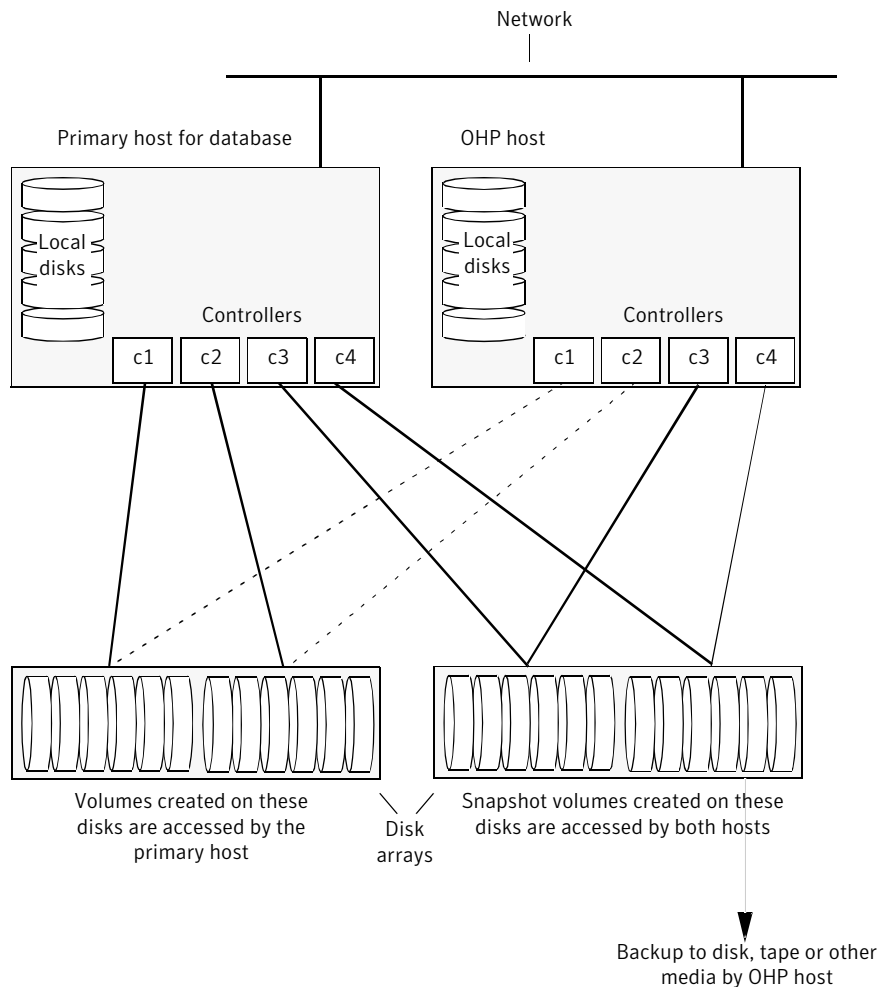 Network
Primary host for database
OHP host
Local
disks
Local
disks
Controllers
Controllers
c1 c2 c3 c4
c1 c2 c3 c4
Volumes created on these
disks are accessed by the
primary host
Disk
arrays
Snapshot volumes created on these
disks are accessed by both hosts
Backup to disk, tape or other
media by OHP host